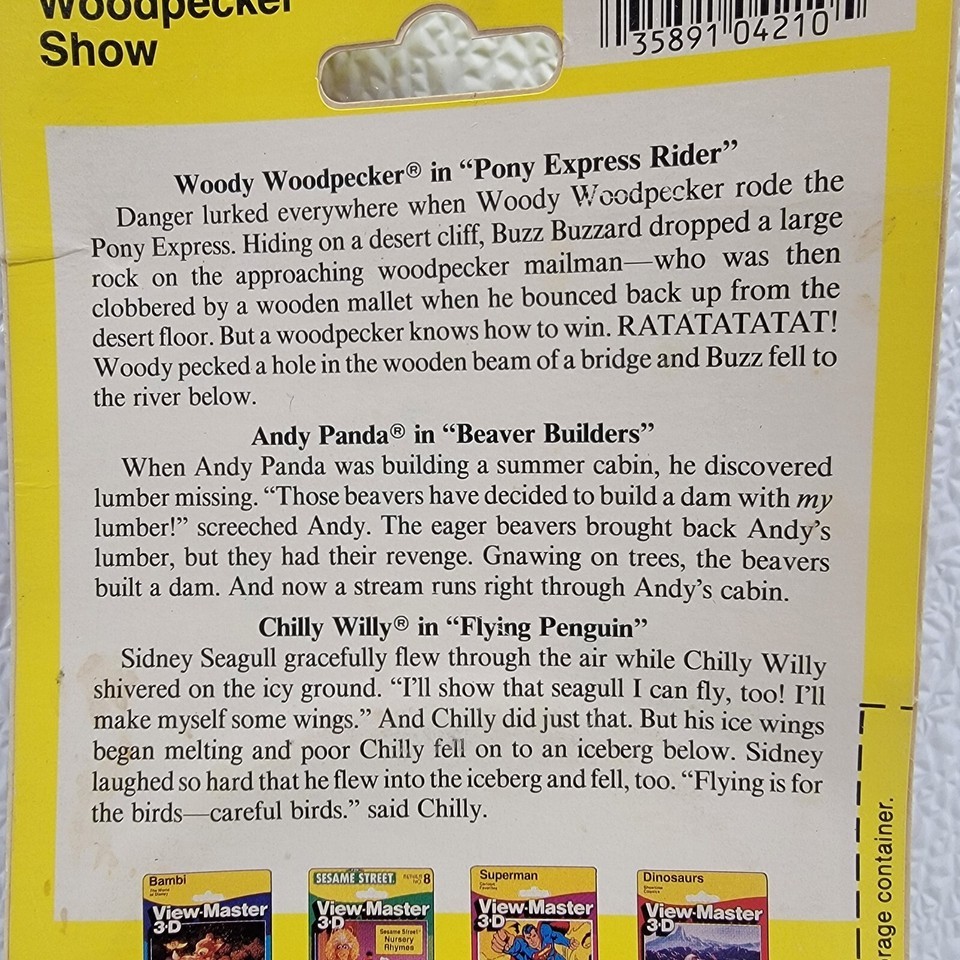 Woodpecker
Show
35891 04210
Woody Woodpecker® in “Pony Express Rider”
Danger lurked everywhere when Woody Woodpecker rode the
Pony Express. Hiding on a desert cliff, Buzz Buzzard dropped a large
rock on the approaching woodpecker mailman—who was then
clobbered by a wooden mallet when he bounced back up from the
desert floor. But a woodpecker knows how to win. RATATATATAT!
Woody pecked a hole in the wooden beam of a bridge and Buzz fell to
the river below.
Andy Panda® in “Beaver Builders”
When Andy Panda was building a summer cabin, he discovered
lumber missing. “Those beavers have decided to build a dam with my
lumber!” screeched Andy. The eager beavers brought back Andy’s
lumber, but they had their revenge. Gnawing on trees, the beavers
built a dam. And now a stream runs right through Andy’s cabin.
Chilly Willy® in “Flying Penguin”
Sidney Seagull gracefully flew through the air while Chilly Willy
shivered on the icy ground. “I’ll show that seagull I can fly, too! I’ll
make myself some wings.” And Chilly did just that. But his ice wings
began melting and poor Chilly fell on to an iceberg below. Sidney
laughed so hard that he flew into the iceberg and fell, too. “Flying is for
the birds—careful birds.” said Chilly.
rage container.
Bambi
View-Master
3-D
SESAME STREET
8
View-Master
3-D
Sesame Street
Nursery
Rhymes
Superman
View-Master
3-D
Dinosaurs
View-Master
3-D